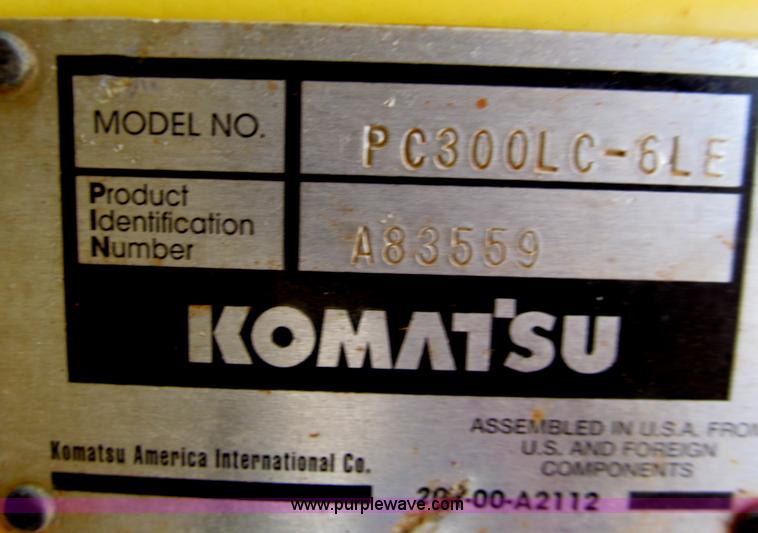 MODEL NO. PC300LC-6LE
Product
Identification
Number
A83559
KOMATSU
ASSEMBLED IN U.S.A. FROM
U.S. AND FOREIGN
COMPONENTS
Komatsu America International Co.
www.purplewave.com